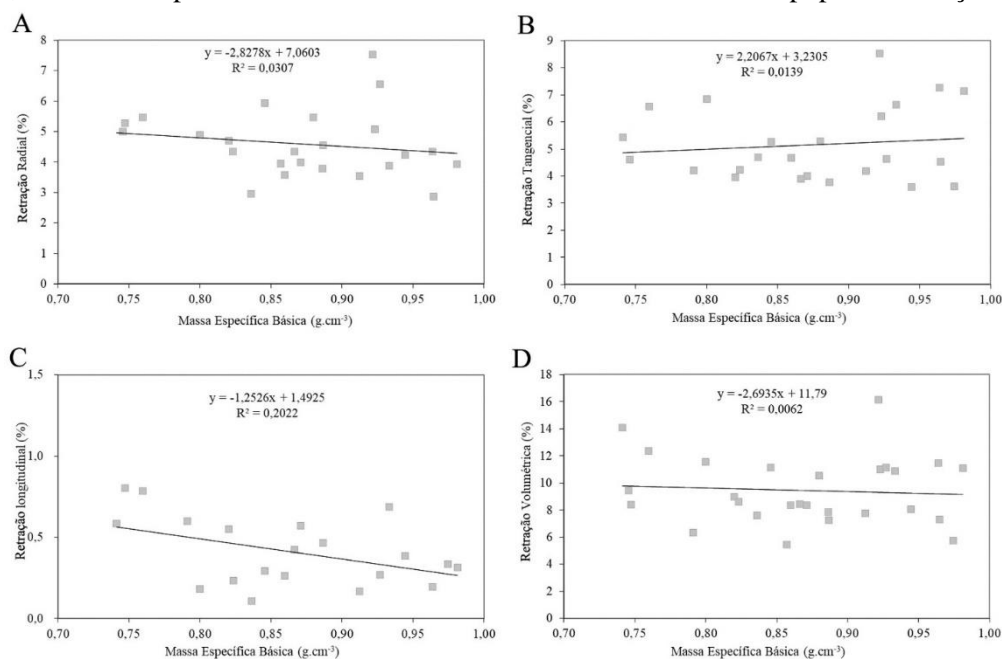 A
y = -2,8278x + 7,0603
R² = 0,0307
Retração Radial (%)
8
7
6
5
4
3
2
1
0
0,70 0,75 0,80 0,85 0,90 0,95 1,00
Massa Específica Básica (g.cm⁻³)
B
y = 2,2067x + 3,2305
R² = 0,0139
Retração Tangencial (%)
9
8
7
6
5
4
3
2
1
0
0,70 0,75 0,80 0,85 0,90 0,95 1,00
Massa Específica Básica (g.cm⁻³)
C
y = -1,2526x + 1,4925
R² = 0,2022
Retração longitudinal (%)
1,5
1,0
0,5
0,0
0,70 0,75 0,80 0,85 0,90 0,95 1,00
Massa Específica Básica (g.cm⁻³)
D
y = -2,6935x + 11,79
R² = 0,0062
Retração Volumétrica (%)
18
16
14
12
10
8
6
4
2
0
0,70 0,75 0,80 0,85 0,90 0,95 1,00
Massa Específica Básica (g.cm⁻³)